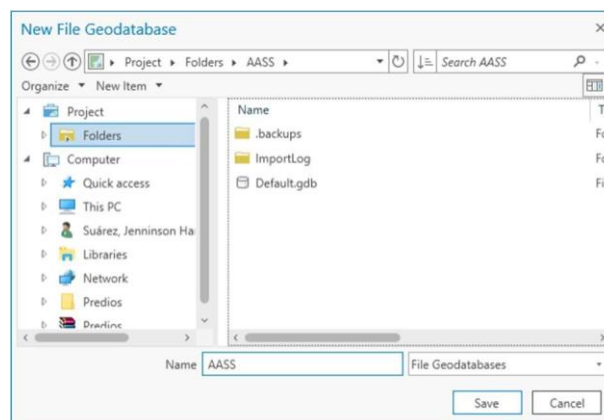 New File Geodatabase
Project Folders AASS Search AASS
Organize New Item
Project
Folders
Computer
Quick access
This PC
Suárez, Jenninson Ha
Libraries
Network
Predios
Predios
Name
.backups
ImportLog
Default.gdb
Name AASS File Geodatabases
Save Cancel